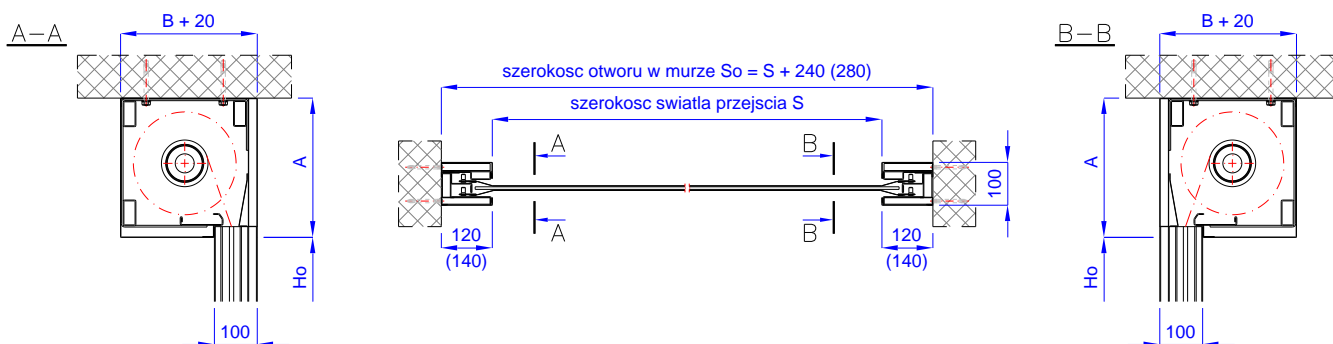 A-A
B + 20
A
Ho
100
szerokosc otworu w murze So = S + 240 (280)
szerokosc swiatla przejscia S
A
B
100
A
B
120
(140)
120
(140)
B-B
B + 20
A
Ho
100